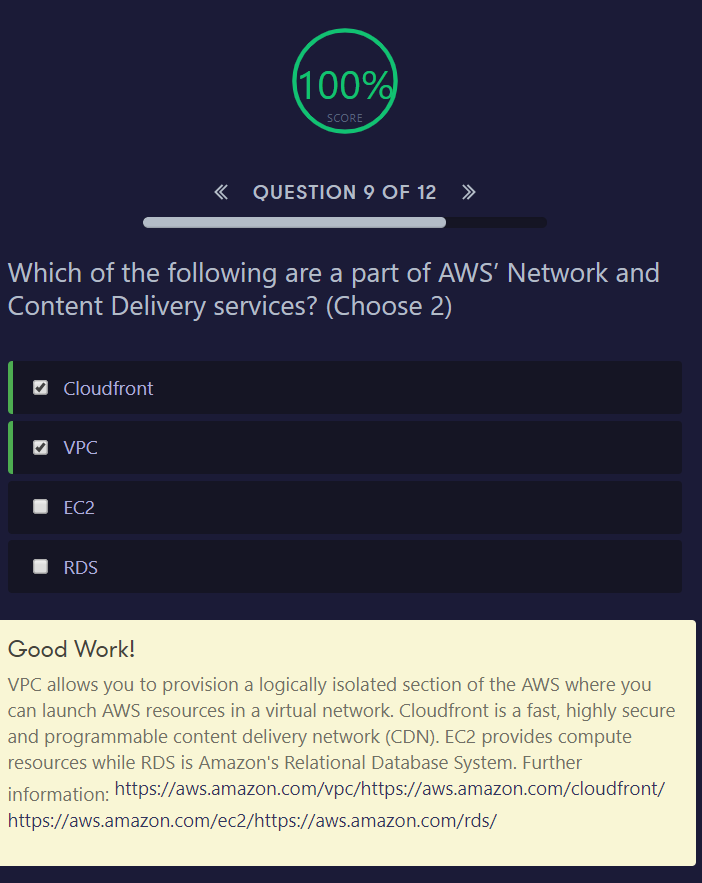 100%
SCORE
« QUESTION 9 OF 12 »
Which of the following are a part of AWS’ Network and
Content Delivery services? (Choose 2)
Cloudfront
VPC
EC2
RDS
Good Work!
VPC allows you to provision a logically isolated section of the AWS where you
can launch AWS resources in a virtual network. Cloudfront is a fast, highly secure
and programmable content delivery network (CDN). EC2 provides compute
resources while RDS is Amazon's Relational Database System. Further
information: https://aws.amazon.com/vpc/https://aws.amazon.com/cloudfront/
https://aws.amazon.com/ec2/https://aws.amazon.com/rds/